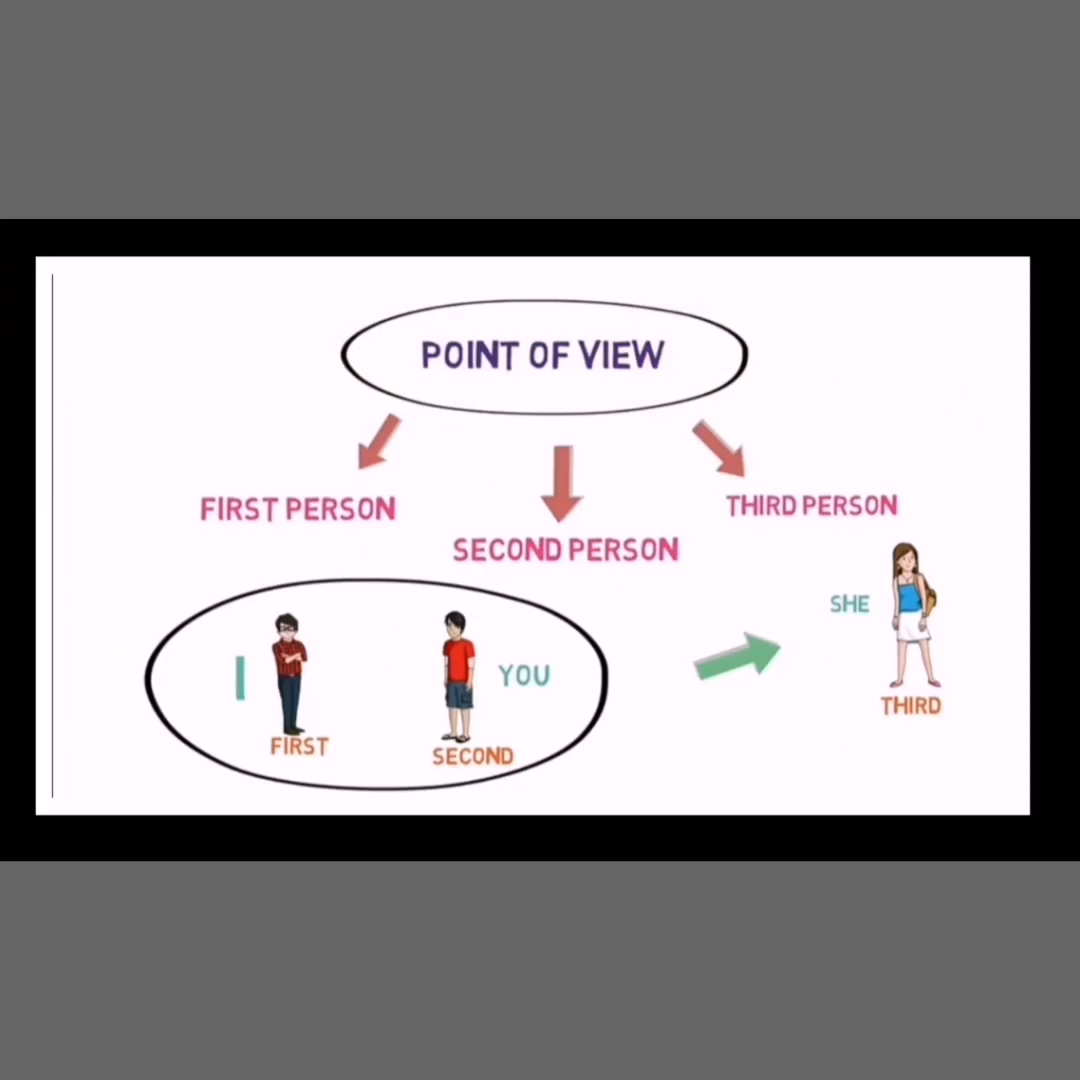 POINT OF VIEW
FIRST PERSON
SECOND PERSON
THIRD PERSON
I
FIRST
YOU
SECOND
SHE
THIRD